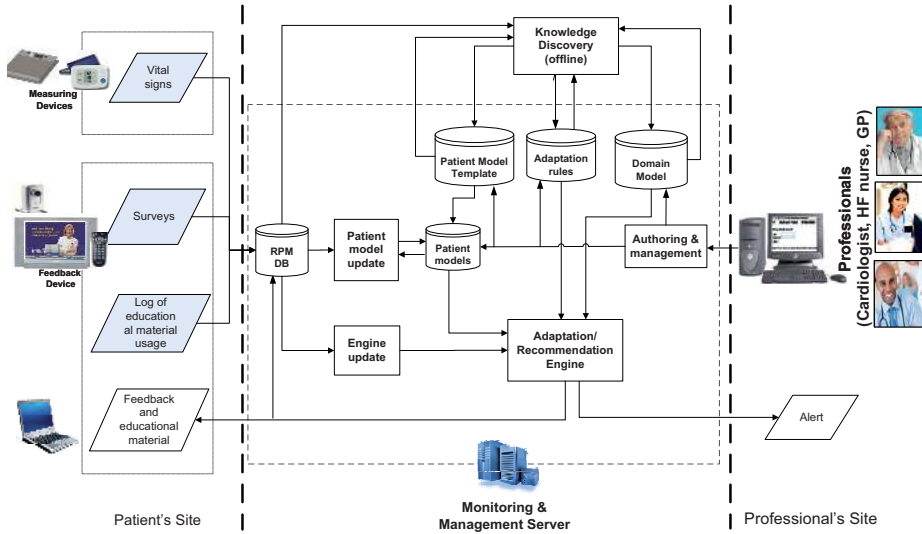 Measuring
Devices
Vital
signs
Surveys
Feedback
Device
Log of
education
al material
usage
Feedback
and
educational
material
Patient's Site
Knowledge
Discovery
(offline)
Patient Model
Template
Adaptation
rules
Domain
Model
RPM
DB
Patient
model
update
Patient
models
Authoring &
management
Engine
update
Adaptation/
Recommendation
Engine
Monitoring &
Management Server
Professionals
(Cardiologist, HF nurse, GP)
Alert
Professional's Site